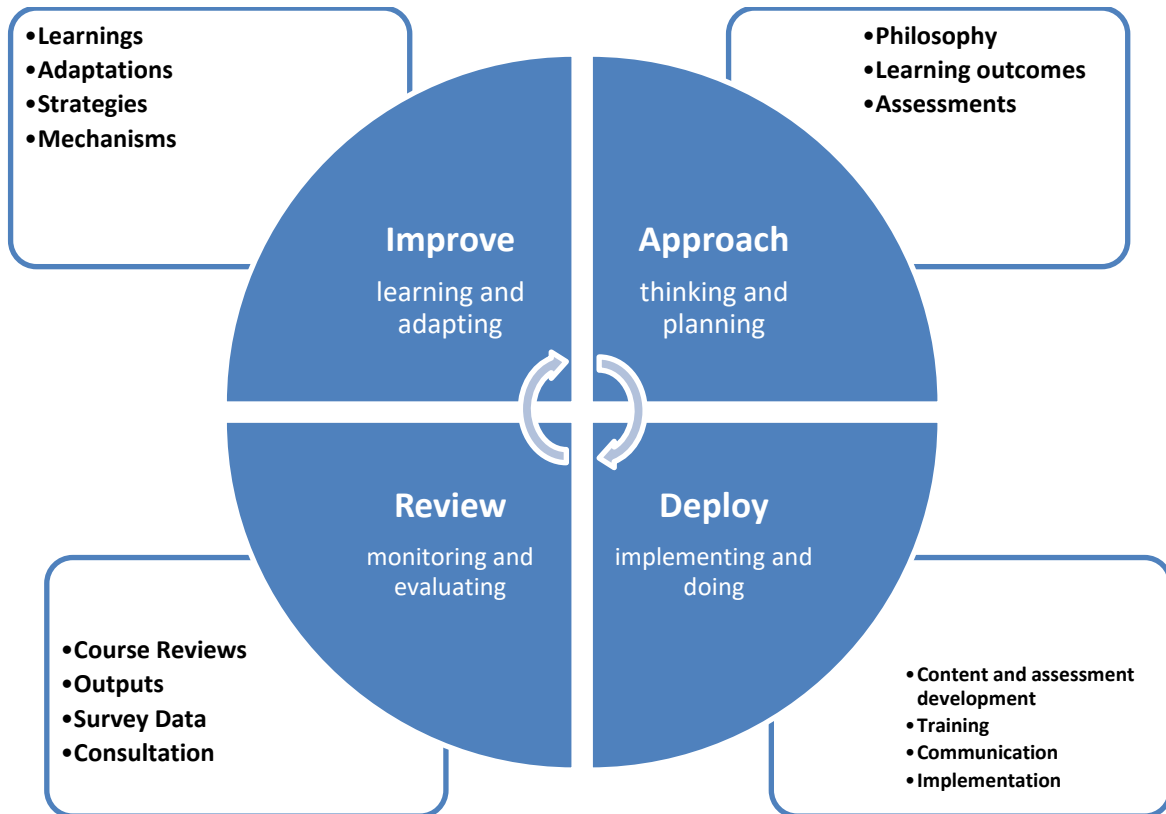 •Learnings
•Adaptations
•Strategies
•Mechanisms
•Philosophy
•Learning outcomes
•Assessments
Improve
learning and
adapting
Approach
thinking and
planning
Review
monitoring and
evaluating
Deploy
implementing and
doing
•Course Reviews
•Outputs
•Survey Data
•Consultation
•Content and assessment
development
•Training
•Communication
•Implementation